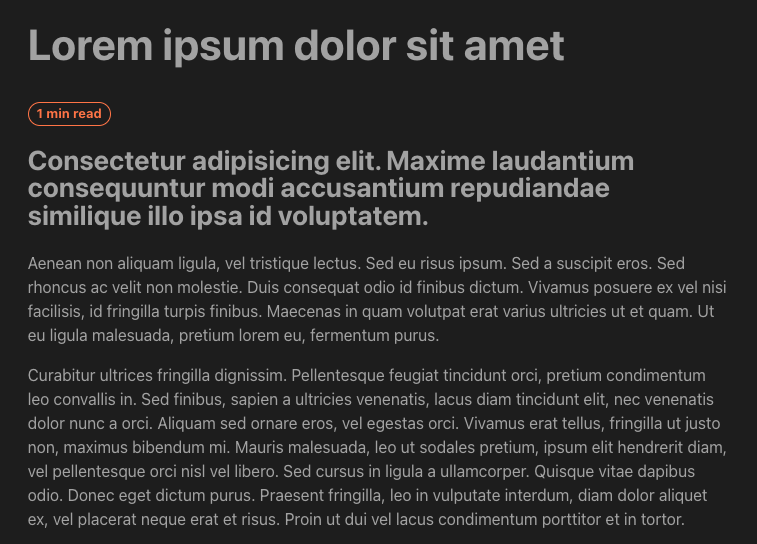 Lorem ipsum dolor sit amet
1 min read
Consectetur adipisicing elit. Maxime laudantium
consequuntur modi accusantium repudiandae
similique illo ipsa id voluptatem.
Aenean non aliquam ligula, vel tristique lectus. Sed eu risus ipsum. Sed a suscipit eros. Sed
rhoncus ac velit non molestie. Duis consequat odio id finibus dictum. Vivamus posuere ex vel nisi
facilisis, id fringilla turpis finibus. Maecenas in quam volutpat erat varius ultricies ut et quam. Ut
eu ligula malesuada, pretium lorem eu, fermentum purus.
Curabitur ultrices fringilla dignissim. Pellentesque feugiat tincidunt orci, pretium condimentum
leo convallis in. Sed finibus, sapien a ultricies venenatis, lacus diam tincidunt elit, nec venenatis
dolor nunc a orci. Aliquam sed ornare eros, vel egestas orci. Vivamus erat tellus, fringilla ut justo
non, maximus bibendum mi. Mauris malesuada, leo ut sodales pretium, ipsum elit hendrerit diam,
vel pellentesque orci nisl vel libero. Sed cursus in ligula a ullamcorper. Quisque vitae dapibus
odio. Donec eget dictum purus. Praesent fringilla, leo in vulputate interdum, diam dolor aliquet
ex, vel placerat neque erat et risus. Proin ut dui vel lacus condimentum porttitor et in tortor.